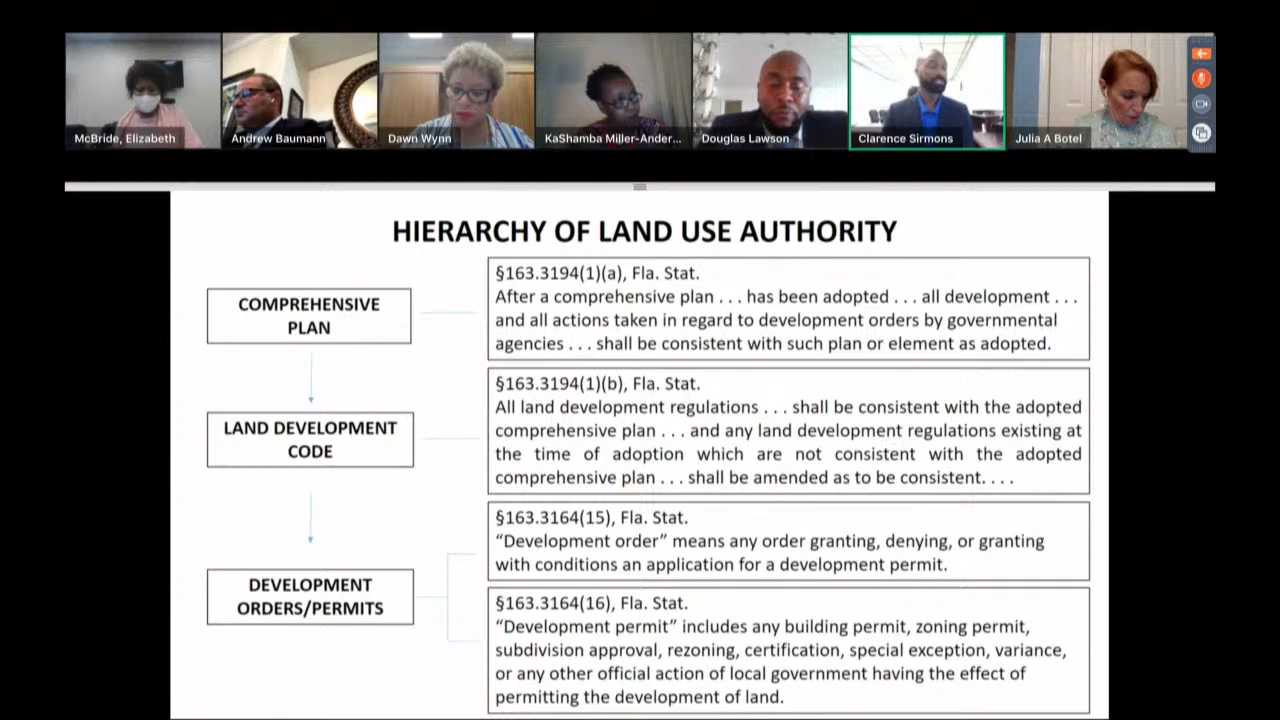 McBride, Elizabeth
Andrew Baumann
Dawn Wynn
KaShamba Miller-Ander...
Douglas Lawson
Clarence Sirmons
Julia A Botel
HIERARCHY OF LAND USE AUTHORITY
COMPREHENSIVE
PLAN
§163.3194(1)(a), Fla. Stat.
After a comprehensive plan . . . has been adopted . . . all development . . .
and all actions taken in regard to development orders by governmental
agencies . . . shall be consistent with such plan or element as adopted.
LAND DEVELOPMENT
CODE
§163.3194(1)(b), Fla. Stat.
All land development regulations . . . shall be consistent with the adopted
comprehensive plan . . . and any land development regulations existing at
the time of adoption which are not consistent with the adopted
comprehensive plan . . . shall be amended as to be consistent. . . .
DEVELOPMENT
ORDERS/PERMITS
§163.3164(15), Fla. Stat.
“Development order” means any order granting, denying, or granting
with conditions an application for a development permit.
§163.3164(16), Fla. Stat.
“Development permit” includes any building permit, zoning permit,
subdivision approval, rezoning, certification, special exception, variance,
or any other official action of local government having the effect of
permitting the development of land.